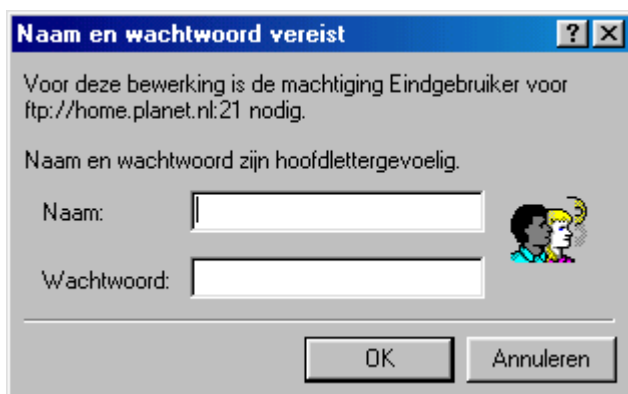 Naam en wachtwoord vereist
Voor deze bewerking is de machtiging Eindgebruiker voor
ftp://home.planet.nl:21 nodig.
Naam en wachtwoord zijn hoofdlettergevoelig.
Naam:
Wachtwoord:
OK
Annuleren